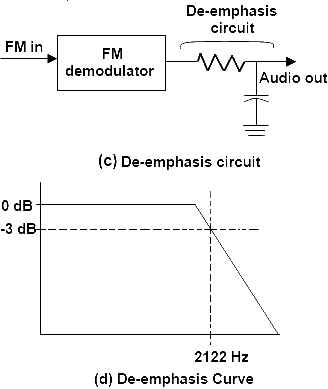 De-emphasis
circuit
FM in
FM
demodulator
Audio out
(c) De-emphasis circuit
0 dB
-3 dB
2122 Hz
(d) De-emphasis Curve